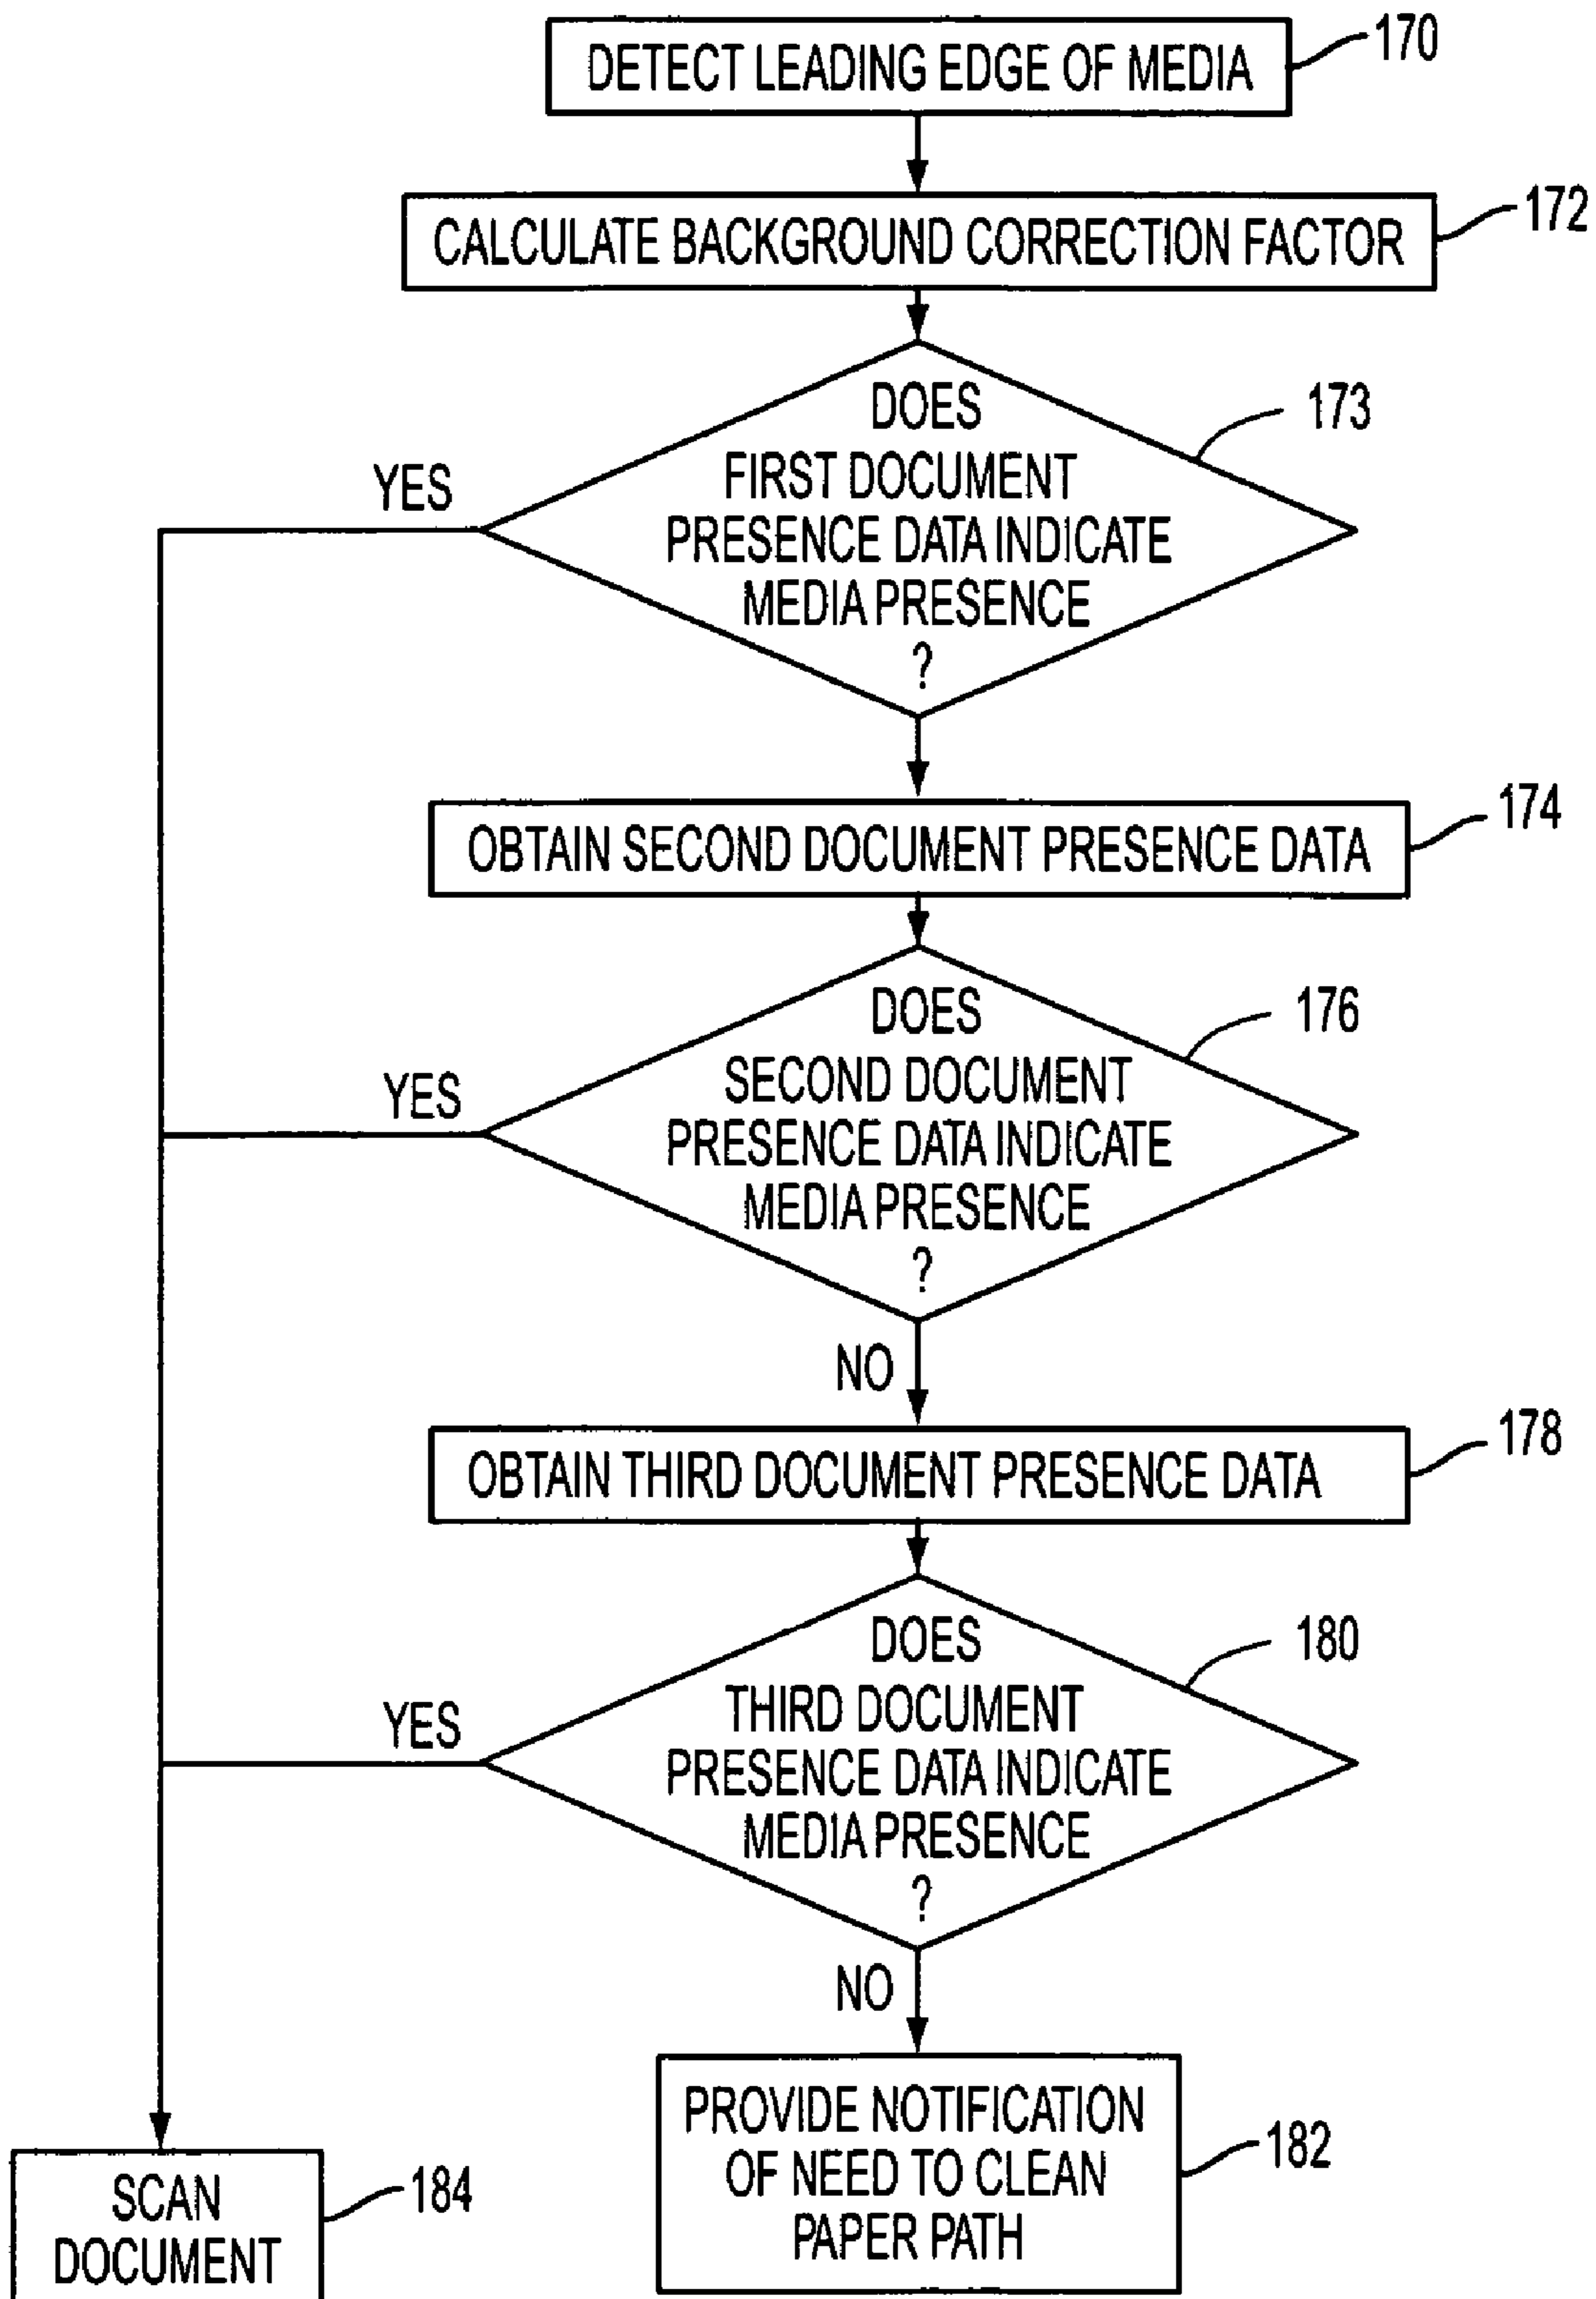 DETECT LEADING EDGE OF MEDIA
170
CALCULATE BACKGROUND CORRECTION FACTOR
172
DOES
FIRST DOCUMENT
PRESENCE DATA INDICATE
MEDIA PRESENCE
?
173
YES
OBTAIN SECOND DOCUMENT PRESENCE DATA
174
DOES
SECOND DOCUMENT
PRESENCE DATA INDICATE
MEDIA PRESENCE
?
176
YES
NO
OBTAIN THIRD DOCUMENT PRESENCE DATA
178
DOES
THIRD DOCUMENT
PRESENCE DATA INDICATE
MEDIA PRESENCE
?
180
YES
NO
PROVIDE NOTIFICATION
OF NEED TO CLEAN
PAPER PATH
182
SCAN
DOCUMENT
184